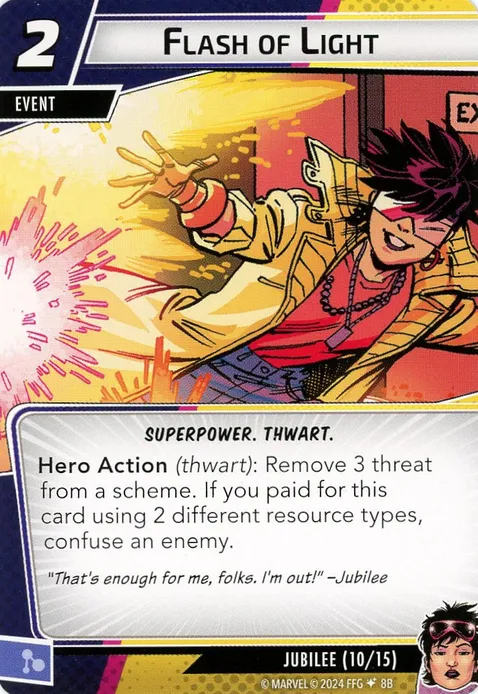 2
FLASH OF LIGHT
EVENT
EX
SUPERPOWER. THWART.
Hero Action (thwart): Remove 3 threat
from a scheme. If you paid for this
card using 2 different resource types,
confuse an enemy.
"That's enough for me, folks. I'm out!" –Jubilee
JUBILEE (10/15)
© MARVEL © 2024 FFG ✦ 8B